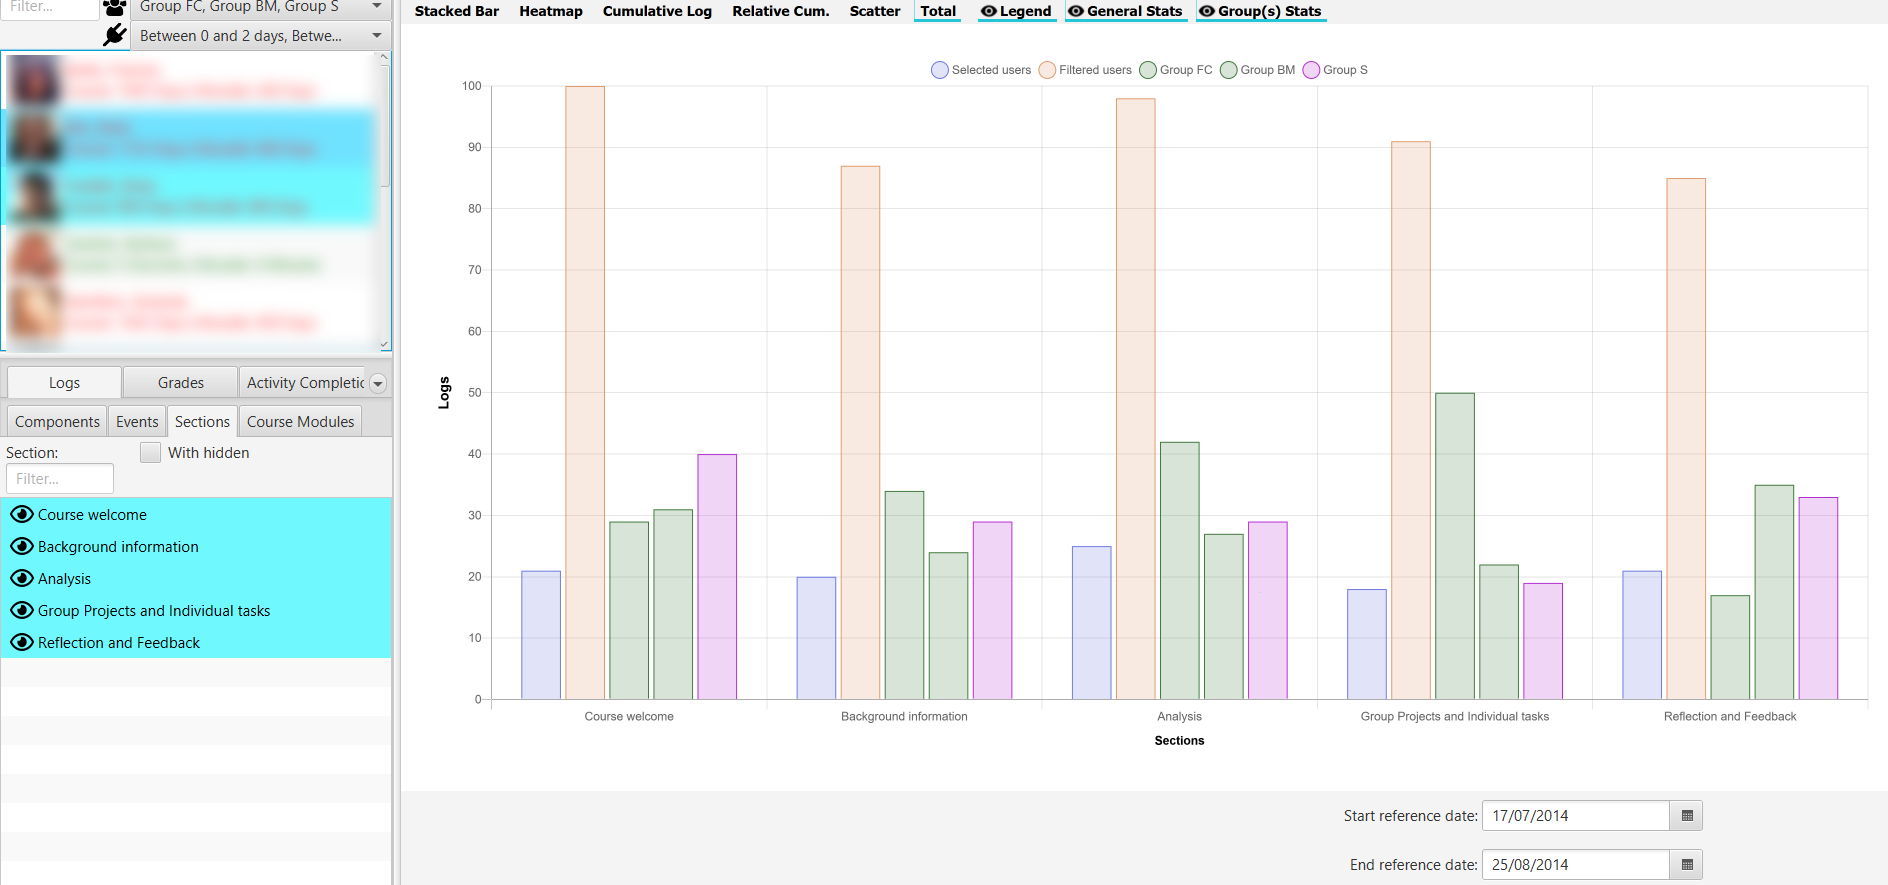 Filter...
Group FC, Group BM, Group S
Between 0 and 2 days, Betwe...
Stacked Bar Heatmap Cumulative Log Relative Cum. Scatter Total Legend General Stats Group(s) Stats
Selected users Filtered users Group FC Group BM Group S
100
90
80
70
60
50
40
30
20
10
0
Logs
Course welcome Background information Analysis Group Projects and Individual tasks Reflection and Feedback
Sections
Logs Grades Activity Completic
Components Events Sections Course Modules
Section: With hidden
Filter...
Course welcome
Background information
Analysis
Group Projects and Individual tasks
Reflection and Feedback
Start reference date: 17/07/2014
End reference date: 25/08/2014